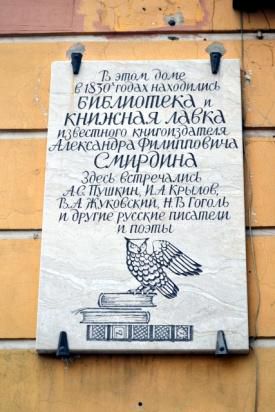 В этом доме
в 1830х годах находились
БИБЛИОТЕКА и
КНИЖНАЯ ЛАВКА
известного книгоиздателя
Александра Филипповича
Смирдина
Здесь встречались
А.С. Пушкин, И.А. Крылов,
В.А. Жуковский, Н.В. Гоголь
и другие русские писатели
и поэты